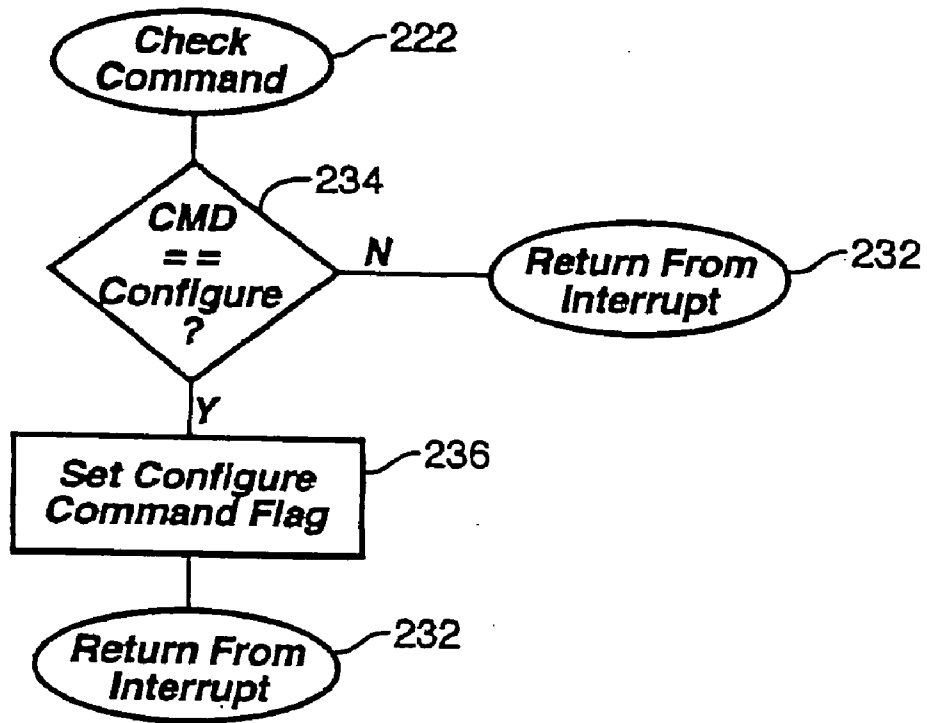 Check
Command
222
234
CMD
==
Configure
?
N
Return From
Interrupt
232
Y
Set Configure
Command Flag
236
Return From
Interrupt
232